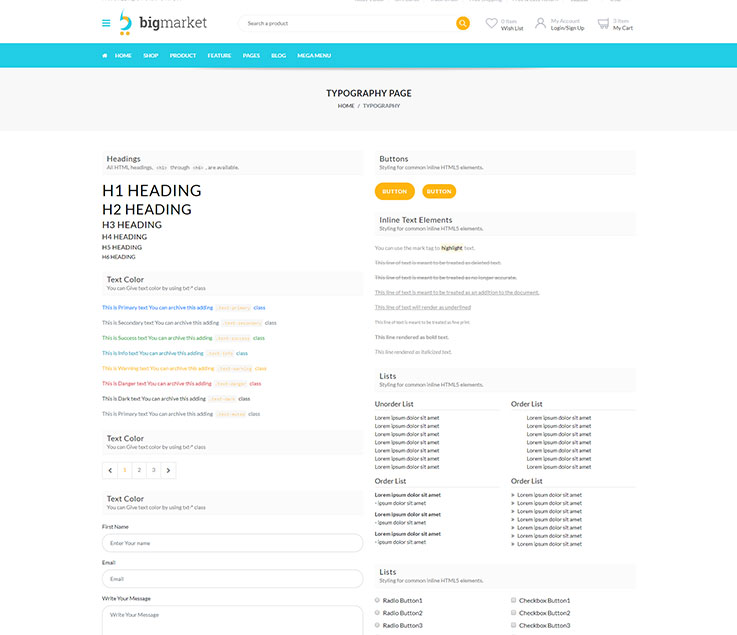 bigmarket
Search a product
0 Item
Wish List
My Account
Login/Sign Up
3 Item
My Cart
HOME SHOP PRODUCT FEATURE PAGES BLOG MEGA MENU
TYPOGRAPHY PAGE
HOME / TYPOGRAPHY
Headings
All HTML headings, <h1> through <h6>, are available.
H1 HEADING
H2 HEADING
H3 HEADING
H4 HEADING
H5 HEADING
H6 HEADING
Text Color
You can Give text color by using txt-* class
This is Primary text You can archive this adding .text-primary class
This is Secondary text You can archive this adding .text-secondary class
This is Success text You can archive this adding .text-success class
This is Info text You can archive this adding .text-info class
This is Warning text You can archive this adding .text-warning class
This is Danger text You can archive this adding .text-danger class
This is Dark text You can archive this adding .text-dark class
This is Primary text You can archive this adding .text-muted class
Text Color
You can Give text color by using txt-* class
1 2 3
Text Color
You can Give text color by using txt-* class
First Name
Enter Your name
Email
Email
Write Your Message
Write Your Message
Buttons
Styling for common inline HTML5 elements.
BUTTON BUTTON
Inline Text Elements
Styling for common inline HTML5 elements.
You can use the mark tag to highlight text.
This line of text is meant to be treated as deleted text.
This line of text is meant to be treated as no longer accurate.
This line of text is meant to be treated as an addition to the document.
This line of text will render as underlined
This line of text is meant to be treated as fine print.
This line rendered as bold text.
This line rendered as italicized text.
Lists
Styling for common inline HTML5 elements.
Unorder List
Lorem ipsum dolor sit amet
Lorem ipsum dolor sit amet
Lorem ipsum dolor sit amet
Lorem ipsum dolor sit amet
Lorem ipsum dolor sit amet
Lorem ipsum dolor sit amet
Lorem ipsum dolor sit amet
Order List
Lorem ipsum dolor sit amet
Lorem ipsum dolor sit amet
Lorem ipsum dolor sit amet
Lorem ipsum dolor sit amet
Lorem ipsum dolor sit amet
Lorem ipsum dolor sit amet
Lorem ipsum dolor sit amet
Order List
Lorem ipsum dolor sit amet
- ipsum dolor sit amet
Lorem ipsum dolor sit amet
- ipsum dolor sit amet
Lorem ipsum dolor sit amet
- ipsum dolor sit amet
Order List
» Lorem ipsum dolor sit amet
» Lorem ipsum dolor sit amet
» Lorem ipsum dolor sit amet
» Lorem ipsum dolor sit amet
» Lorem ipsum dolor sit amet
» Lorem ipsum dolor sit amet
» Lorem ipsum dolor sit amet
Lists
Styling for common inline HTML5 elements.
Radio Button1
Radio Button2
Radio Button3
Checkbox Button1
Checkbox Button2
Checkbox Button3